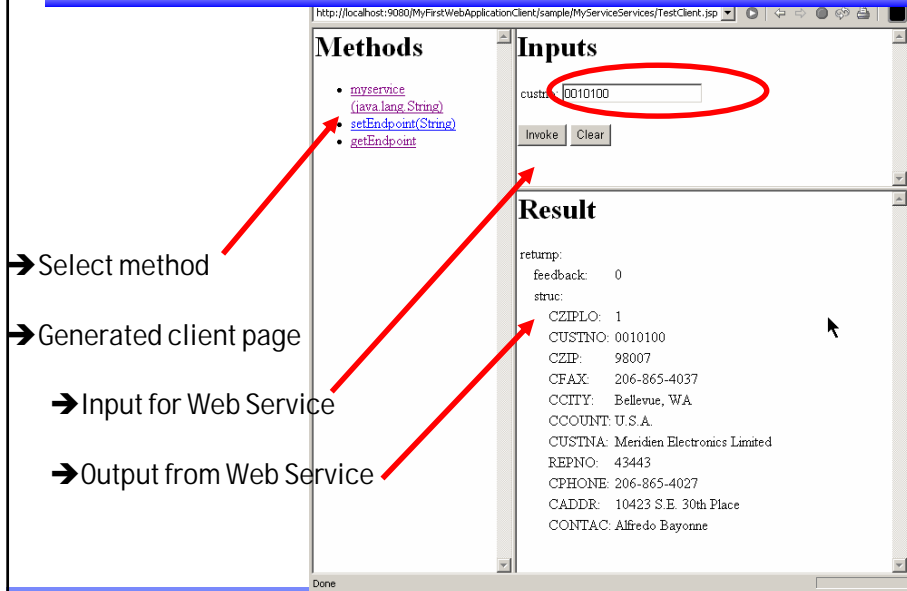 http://localhost:9080/MyFirstWebApplicationClient/sample/MyServiceServices/TestClient.jsp
Methods
• myservice
(java.lang.String)
• setEndpoint(String)
• getEndpoint
Inputs
custno: 0010100
Invoke Clear
Result
returnp:
feedback: 0
struc:
CZIPLO: 1
CUSTNO: 0010100
CZIP: 98007
CFAX: 206-865-4037
CCITY: Bellevue, WA
CCOUNT: U.S.A.
CUSTNA: Meridien Electronics Limited
REPNO: 43443
CPHONE: 206-865-4027
CADDR: 10423 S.E. 30th Place
CONTAC: Alfredo Bayonne
➔Select method
➔Generated client page
➔Input for Web Service
➔Output from Web Service
Done